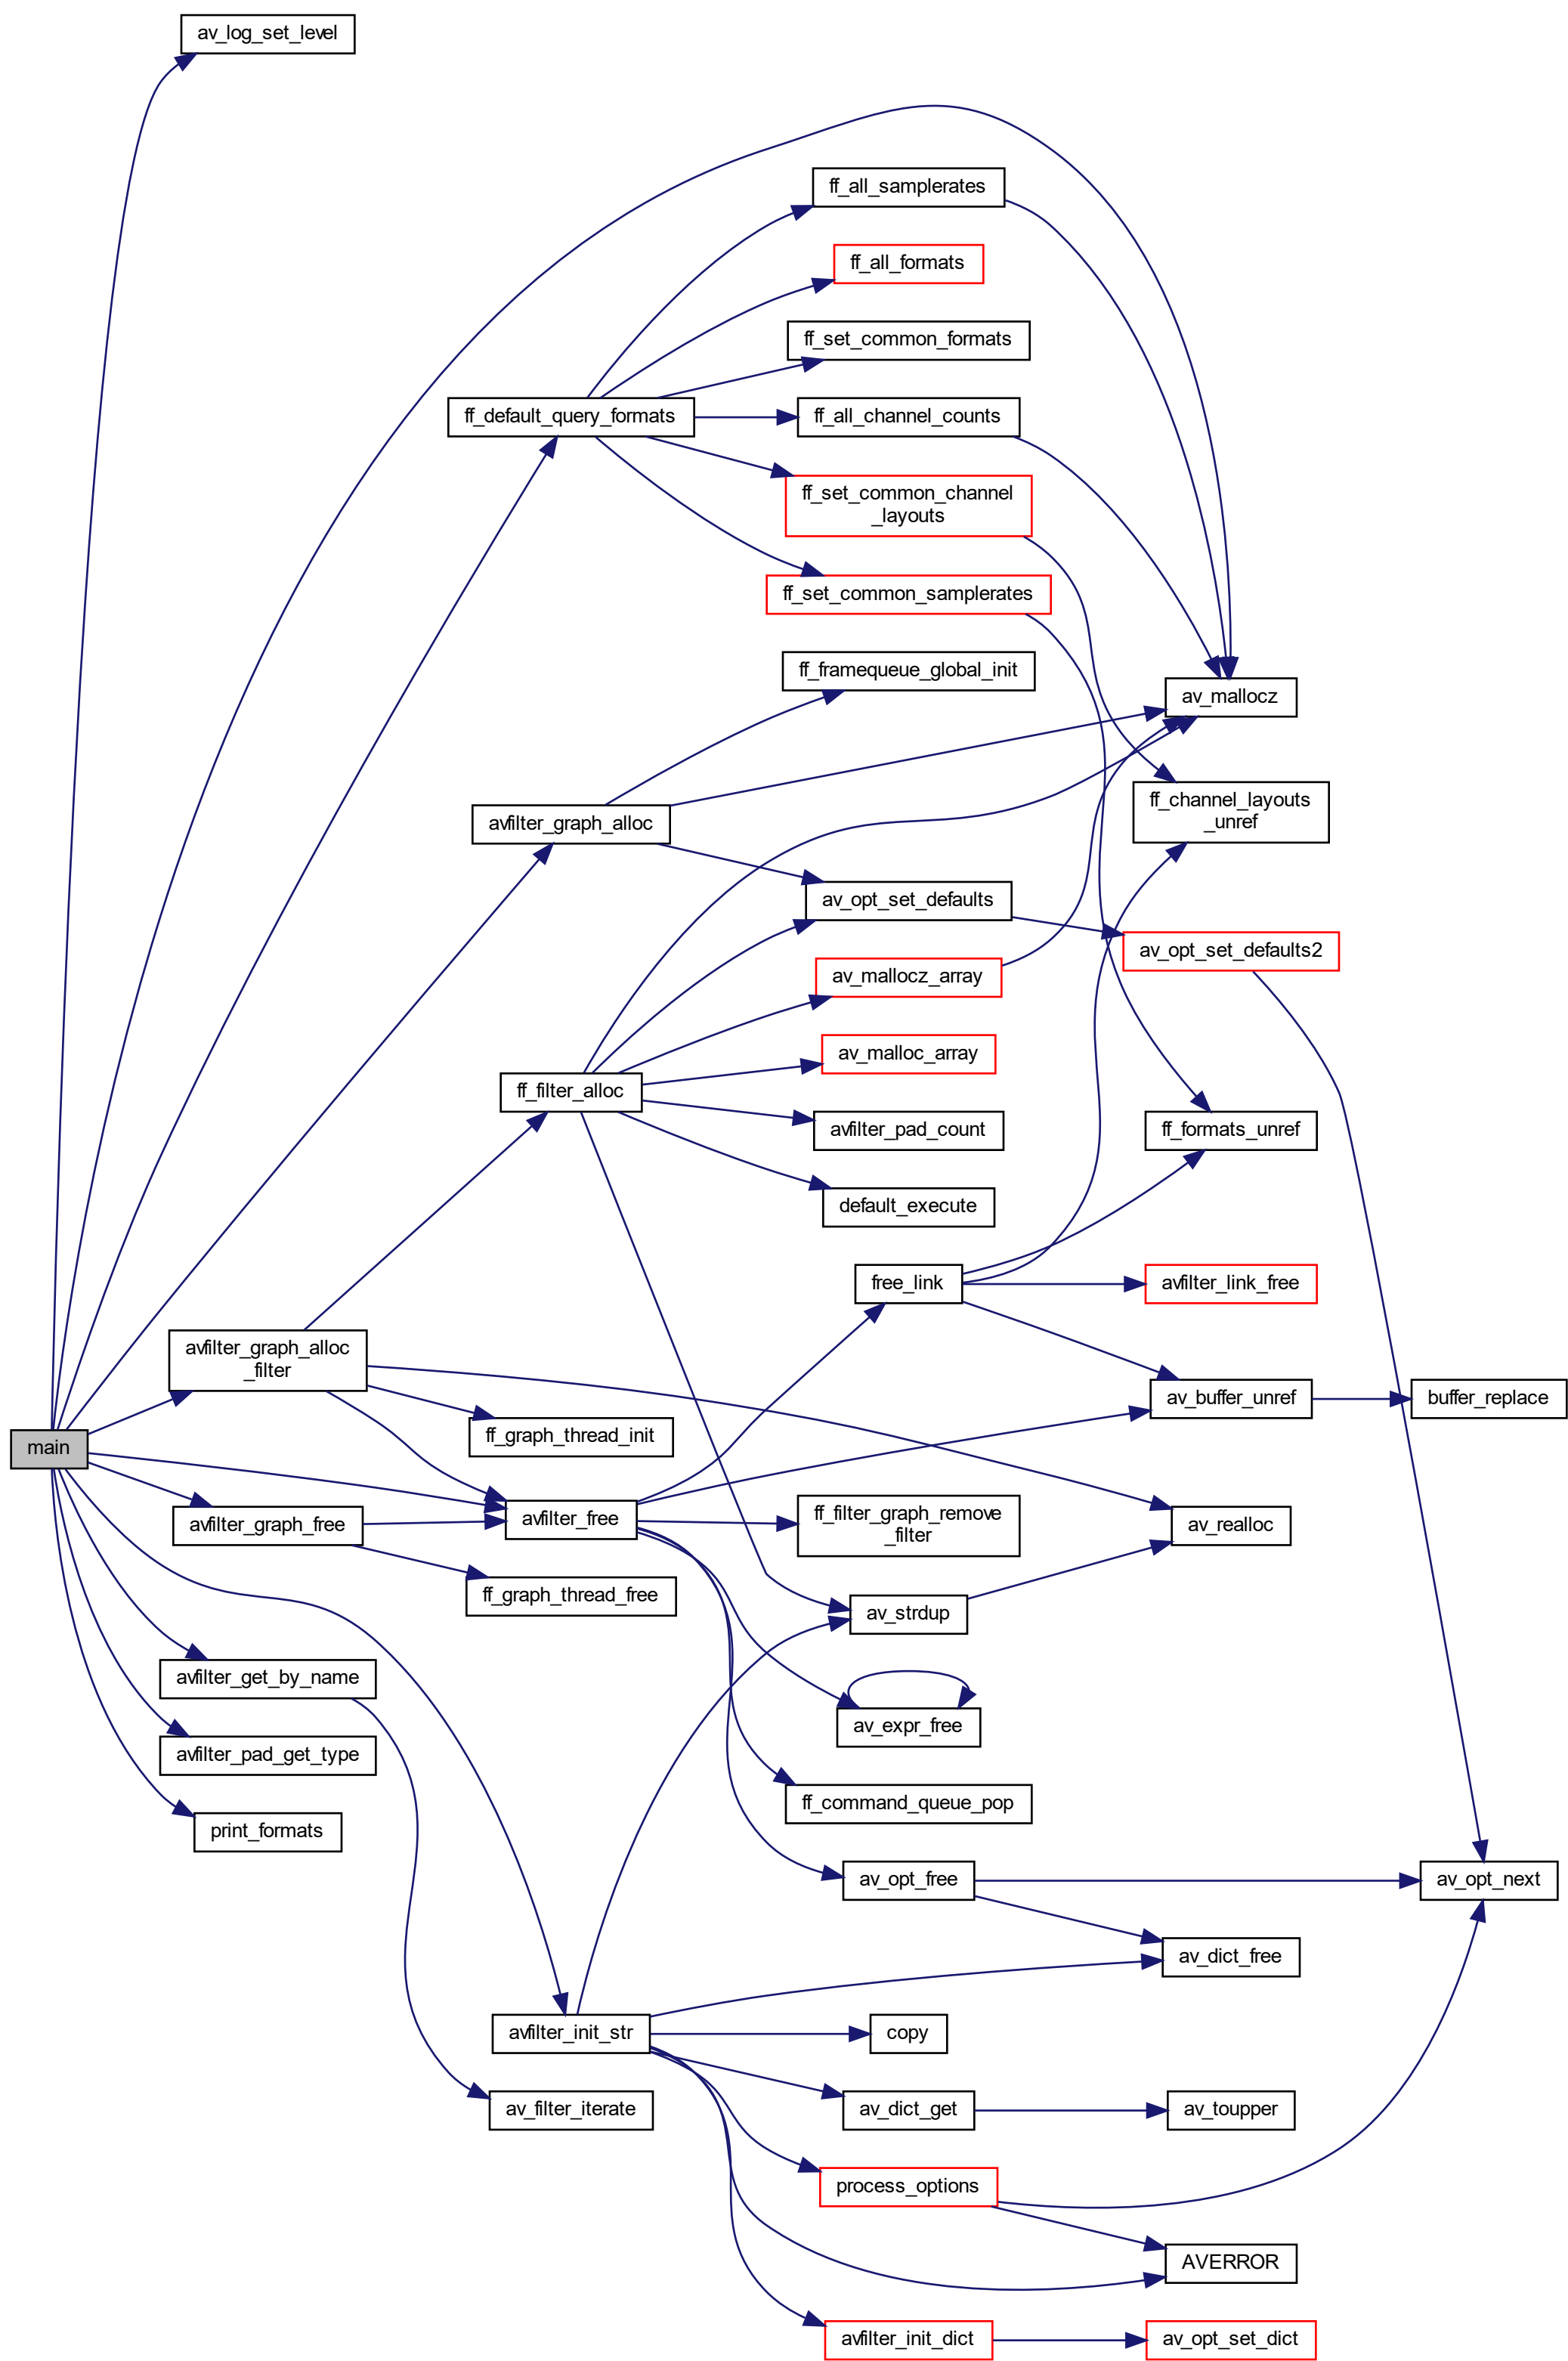 av_log_set_level
ff_all_samplerates
ff_all_formats
ff_set_common_formats
ff_default_query_formats
ff_all_channel_counts
ff_set_common_channel
_layouts
ff_set_common_samplerates
ff_framequeue_global_init
av_mallocz
ff_channel_layouts
_unref
avfilter_graph_alloc
av_opt_set_defaults
av_opt_set_defaults2
av_mallocz_array
av_malloc_array
ff_filter_alloc
avfilter_pad_count
ff_formats_unref
default_execute
free_link
avfilter_link_free
avfilter_graph_alloc
_filter
av_buffer_unref
buffer_replace
ff_graph_thread_init
main
avfilter_graph_free
avfilter_free
ff_filter_graph_remove
_filter
av_realloc
ff_graph_thread_free
av_strdup
avfilter_get_by_name
av_expr_free
avfilter_pad_get_type
ff_command_queue_pop
print_formats
av_opt_free
av_opt_next
av_dict_free
avfilter_init_str
copy
av_filter_iterate
av_dict_get
av_toupper
process_options
AVERROR
avfilter_init_dict
av_opt_set_dict